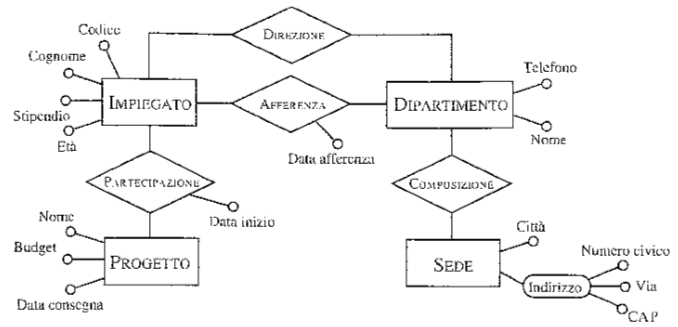 Codice
DIREZIONE
Cognome
Telefono
IMPIEGATO
AFFERENZA
DIPARTIMENTO
Stipendio
Età
Nome
Data afferenza
PARTECIPAZIONE
COMPOSIZIONE
Nome
Data inizio
Città
Budget
Numero civico
PROGETTO
SEDE
Indirizzo
Via
Data consegna
CAP